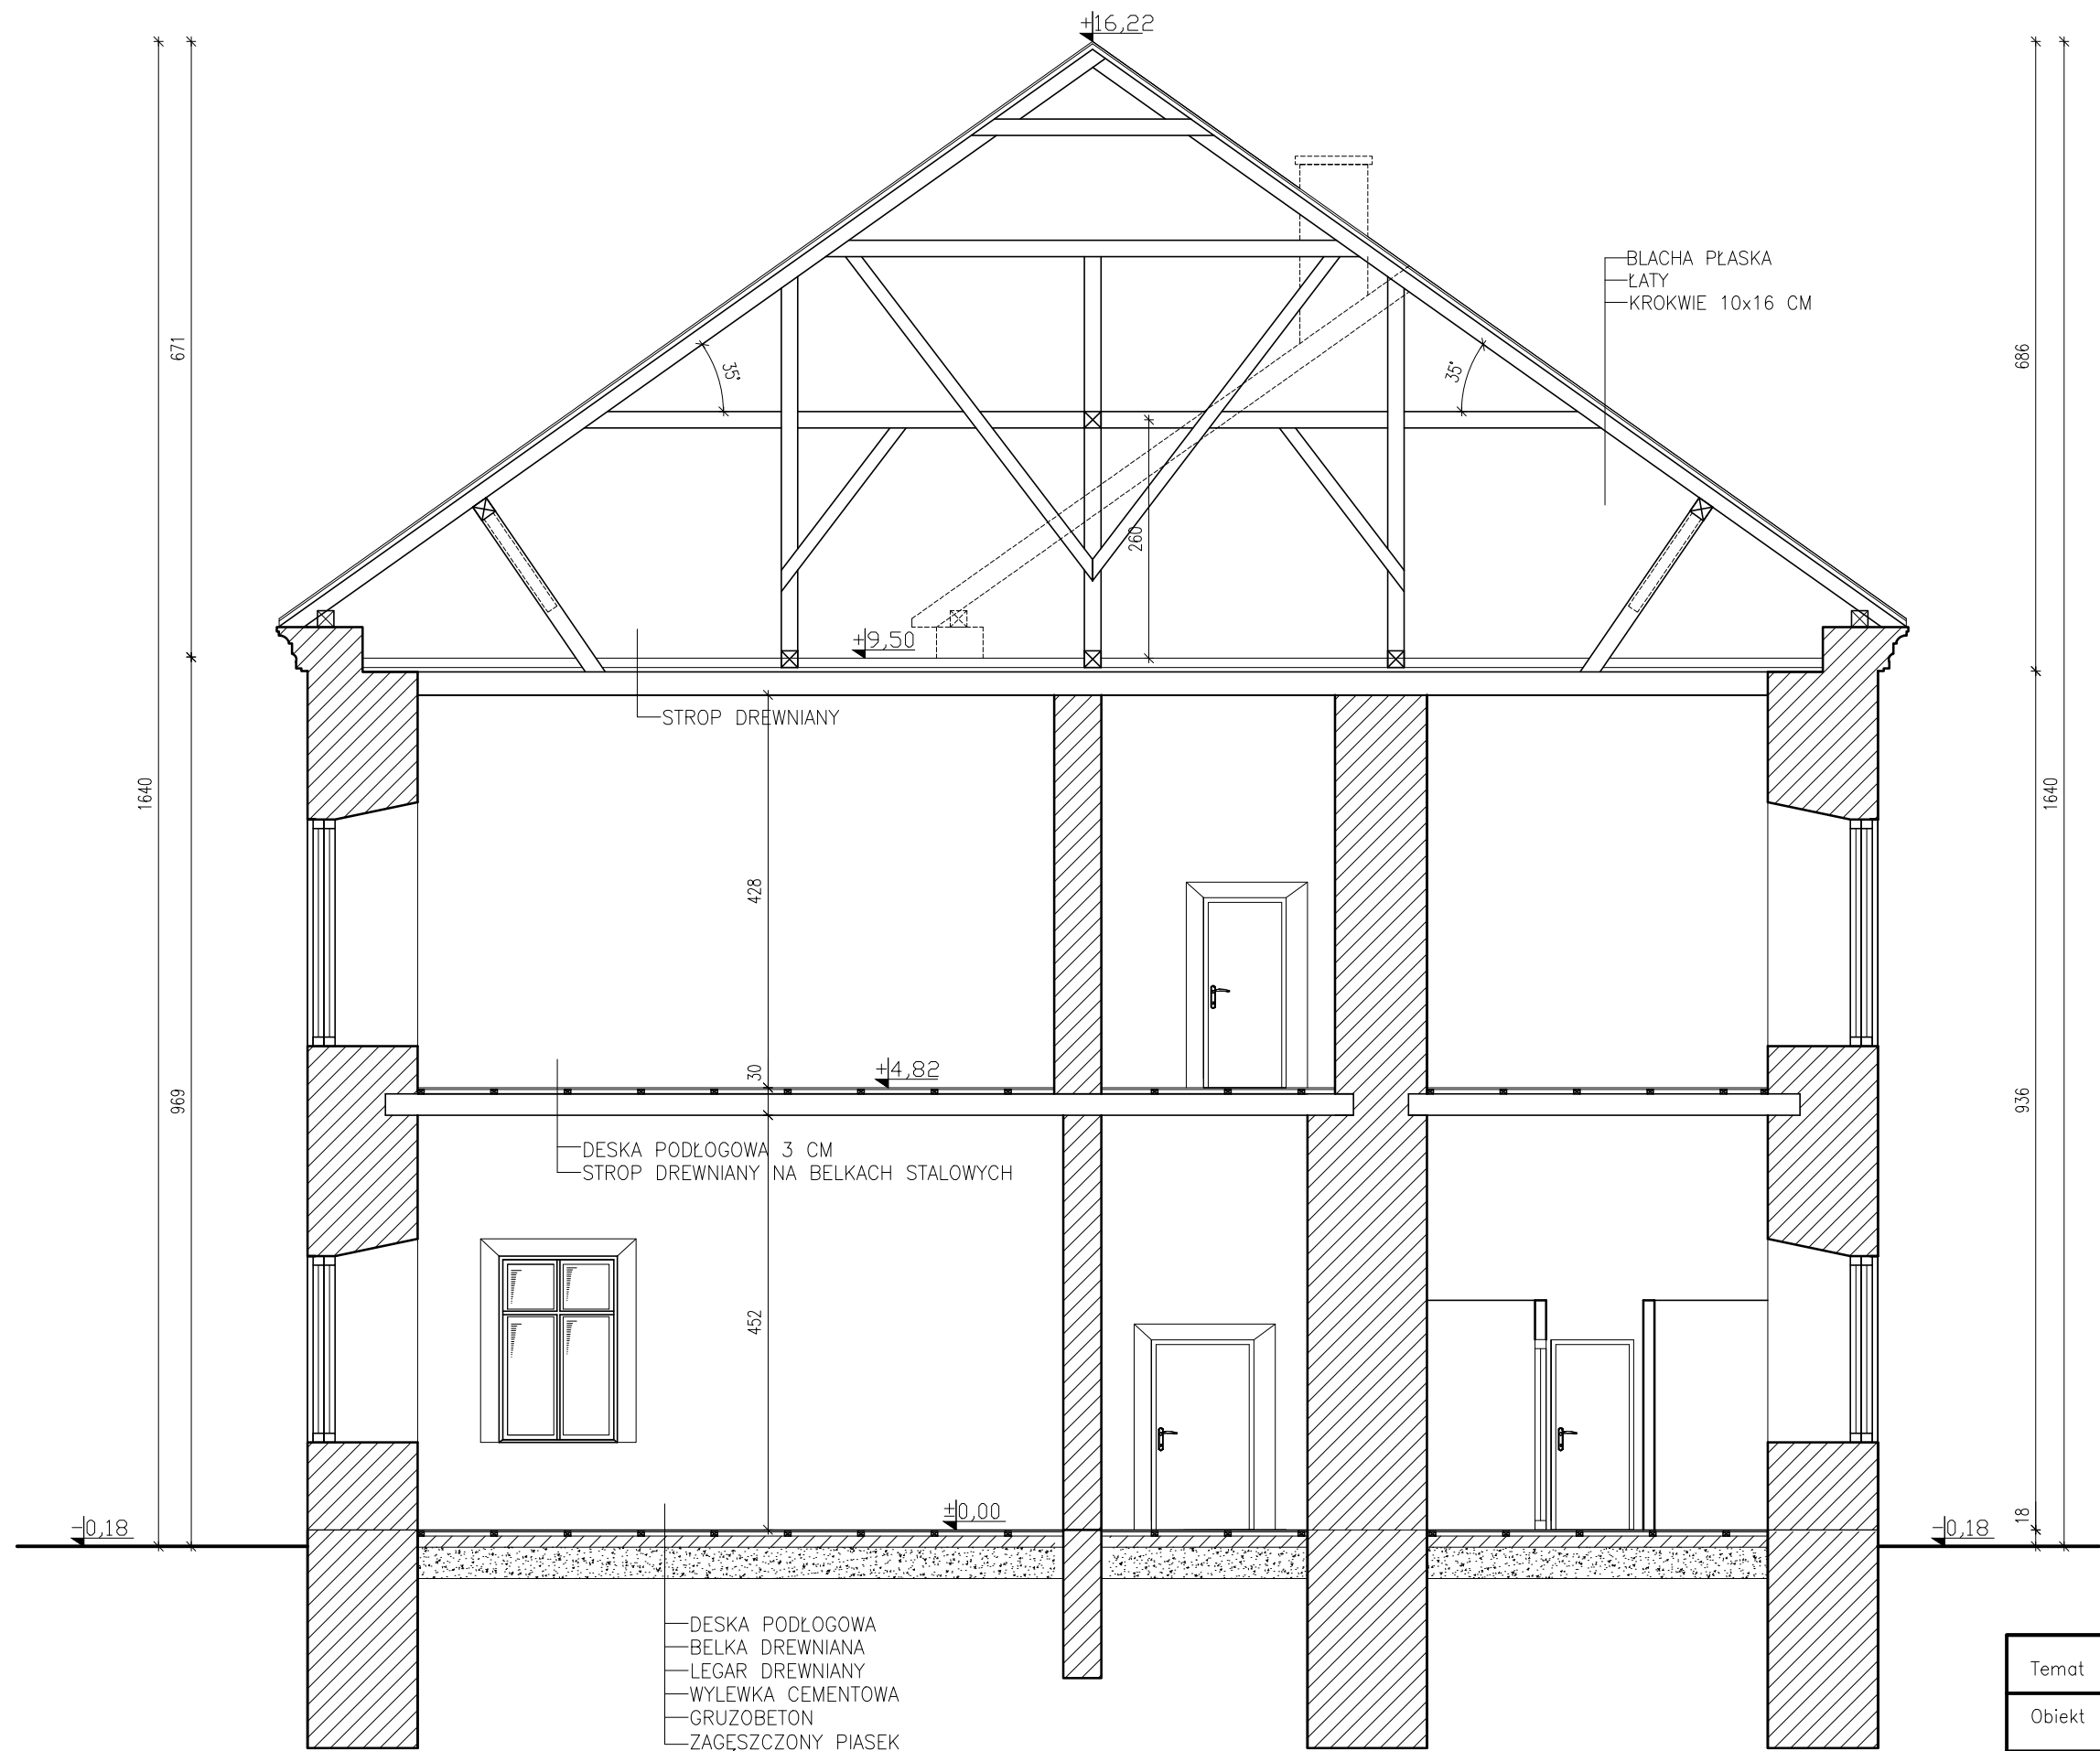 +16,22
BLACHA PŁASKA
ŁATY
KROKWIE 10x16 CM
671
686
35°
35°
260
+9,50
STROP DREWNIANY
1640
1640
428
30
+4,82
969
936
DESKA PODŁOGOWA 3 CM
STROP DREWNIANY NA BELKACH STALOWYCH
452
±0,00
18
-0,18
-0,18
DESKA PODŁOGOWA
BELKA DREWNIANA
LEGAR DREWNIANY
WYLEWKA CEMENTOWA
GRUZOBETON
ZAGĘSZCZONY PIASEK
Temat
Obiekt